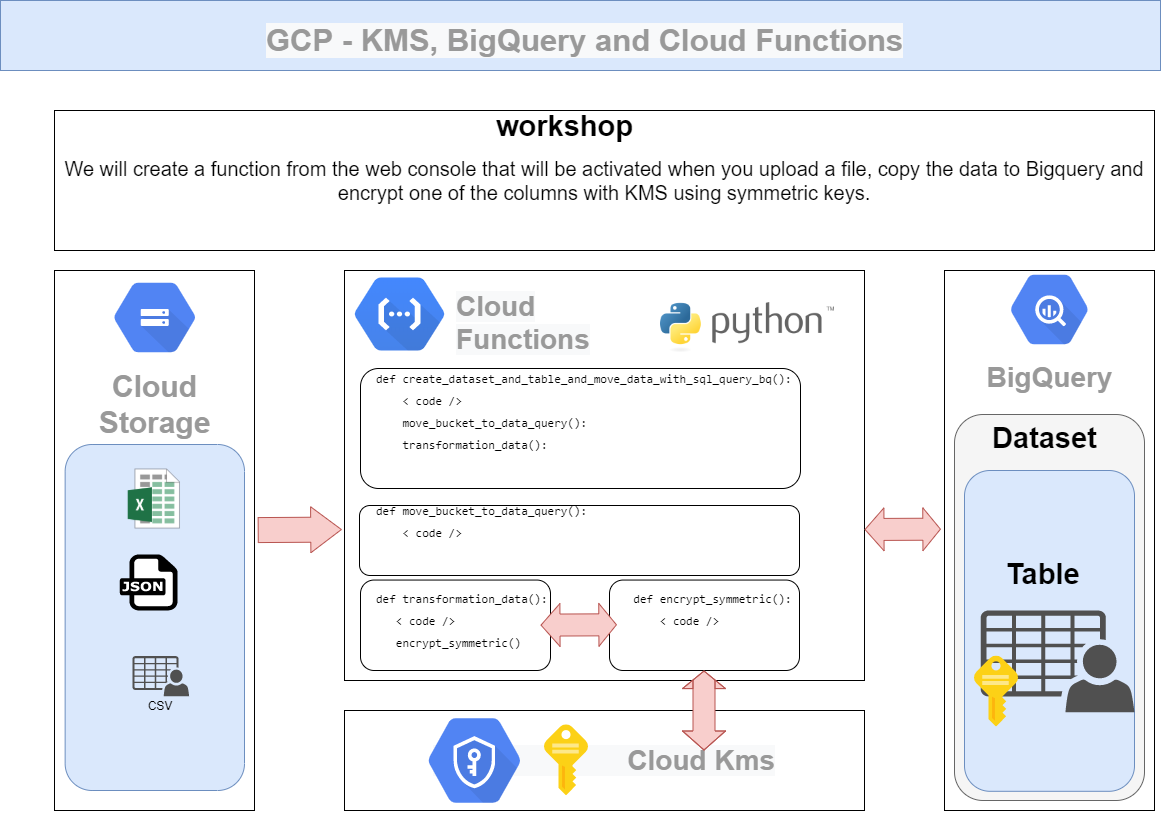 GCP - KMS, BigQuery and Cloud Functions
workshop
We will create a function from the web console that will be activated when you upload a file, copy the data to Bigquery and
encrypt one of the columns with KMS using symmetric keys.
Cloud
Storage
X
JSON
CSV
Cloud
Functions
python™
def create_dataset_and_table_and_move_data_with_sql_query_bq():
< code />
move_bucket_to_data_query():
transformation_data():
def move_bucket_to_data_query():
< code />
def transformation_data():
< code />
encrypt_symmetric()
def encrypt_symmetric():
< code />
Cloud Kms
BigQuery
Dataset
Table